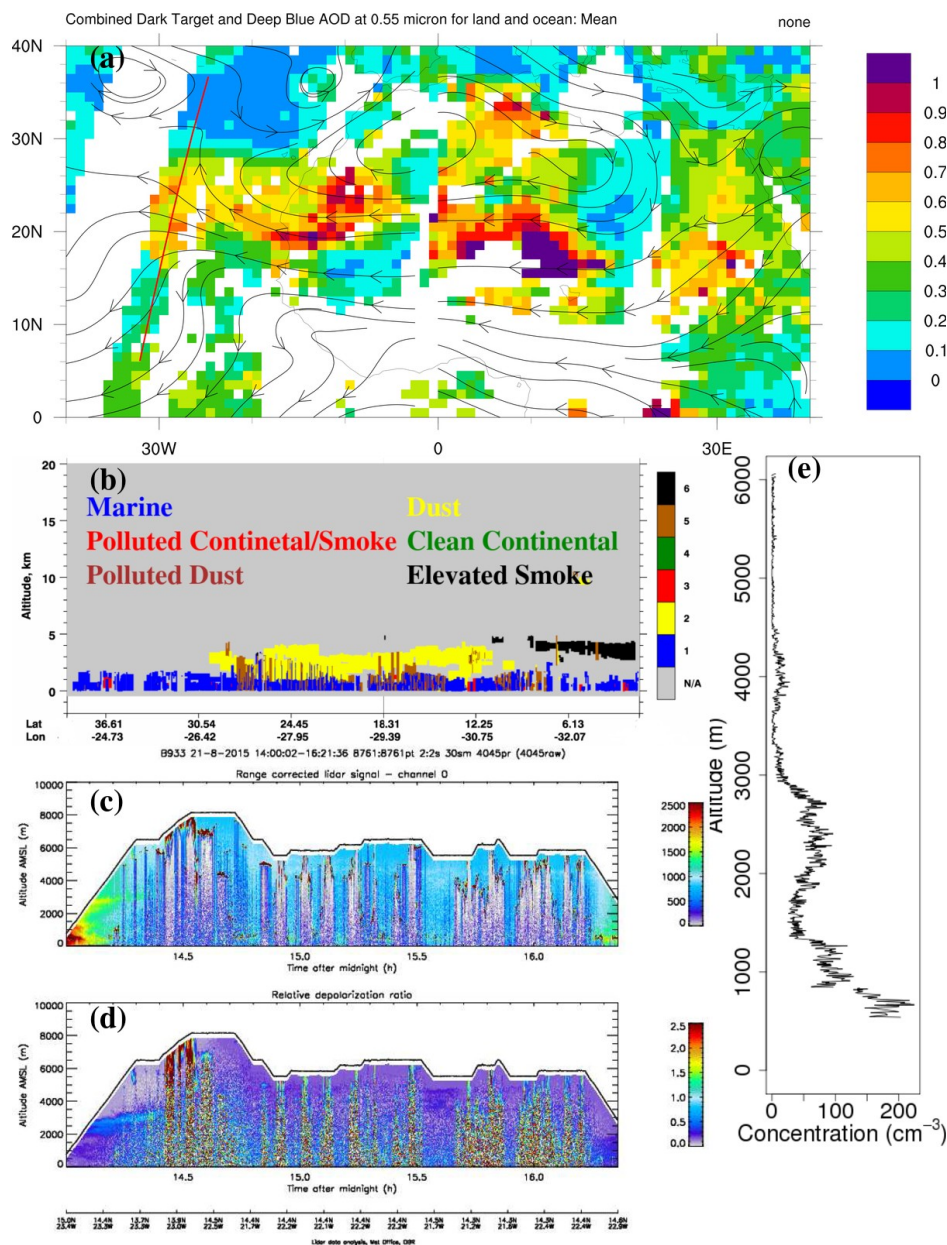 Combined Dark Target and Deep Blue AOD at 0.55 micron for land and ocean: Mean none
(a)
40N
30N
20N
10N
0
30W 0 30E
1
0.9
0.8
0.7
0.6
0.5
0.4
0.3
0.2
0.1
0
(b)
Marine Dust
Polluted Continetal/Smoke Clean Continental
Polluted Dust Elevated Smoke
Altitude, km
20
15
10
5
0
6
5
4
3
2
1
N/A
Lat 36.61 30.54 24.45 18.31 12.25 6.13
Lon -24.73 -26.42 -27.95 -29.39 -30.75 -32.07
B933 21-8-2015 14:00:02-16:21:36 8761:8761pt 2:2s 30sm 4045pr (4045raw)
Range corrected lidar signal - channel 0
(c)
Altitude AMSL (m)
10000
8000
6000
4000
2000
0
14.5 15.0 15.5 16.0
Time after midnight (h)
2500
2000
1500
1000
500
0
Relative depolarization ratio
(d)
Altitude AMSL (m)
10000
8000
6000
4000
2000
0
14.5 15.0 15.5 16.0
Time after midnight (h)
2.5
2.0
1.5
1.0
0.5
0.0
Lidar data analysis, Met Office, OBR
(e)
Altitude (m)
6000
5000
4000
3000
2000
1000
0
0 50 100 200
Concentration (cm⁻³)